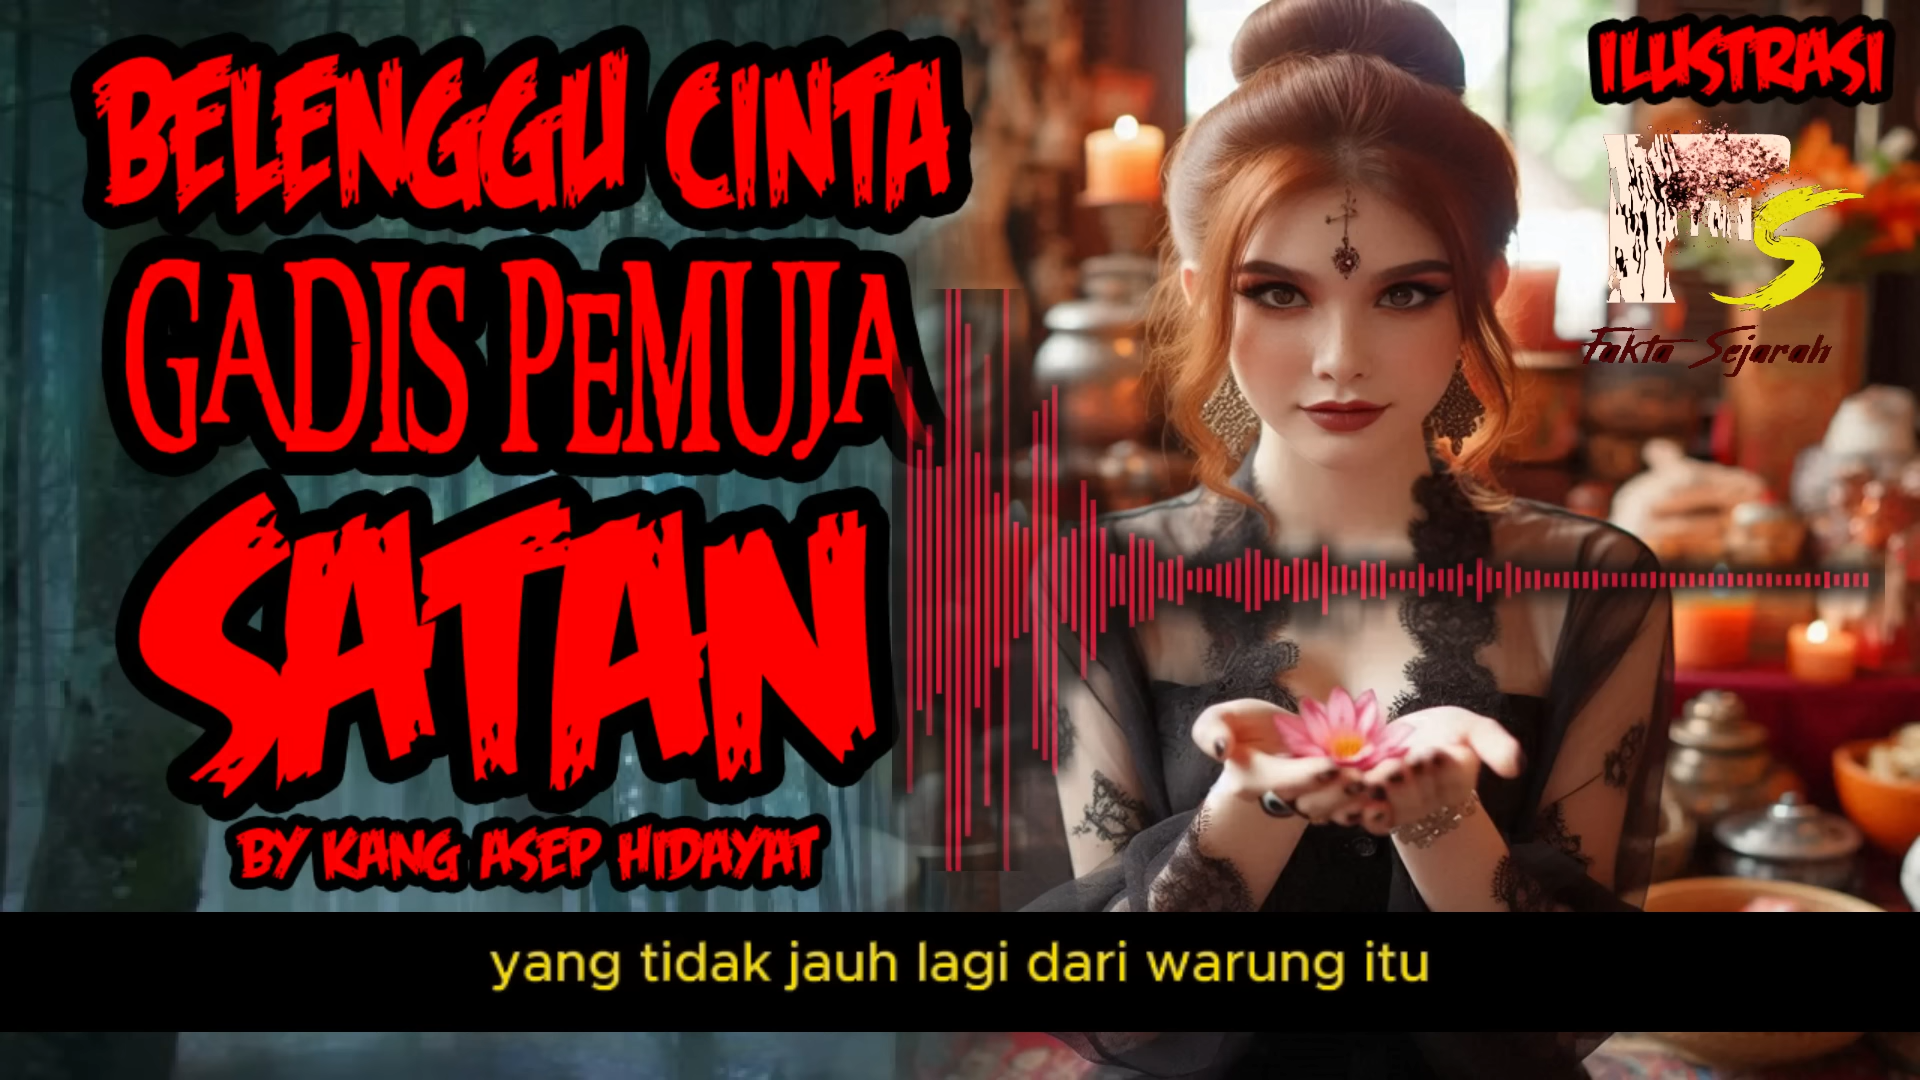 BELENGGU CINTA
GADIS PEMUJA
SATAN
BY KANG ASEP HIDAYAT
ILUSTRASI
FS
Fakta Sejarah
yang tidak jauh lagi dari warung itu